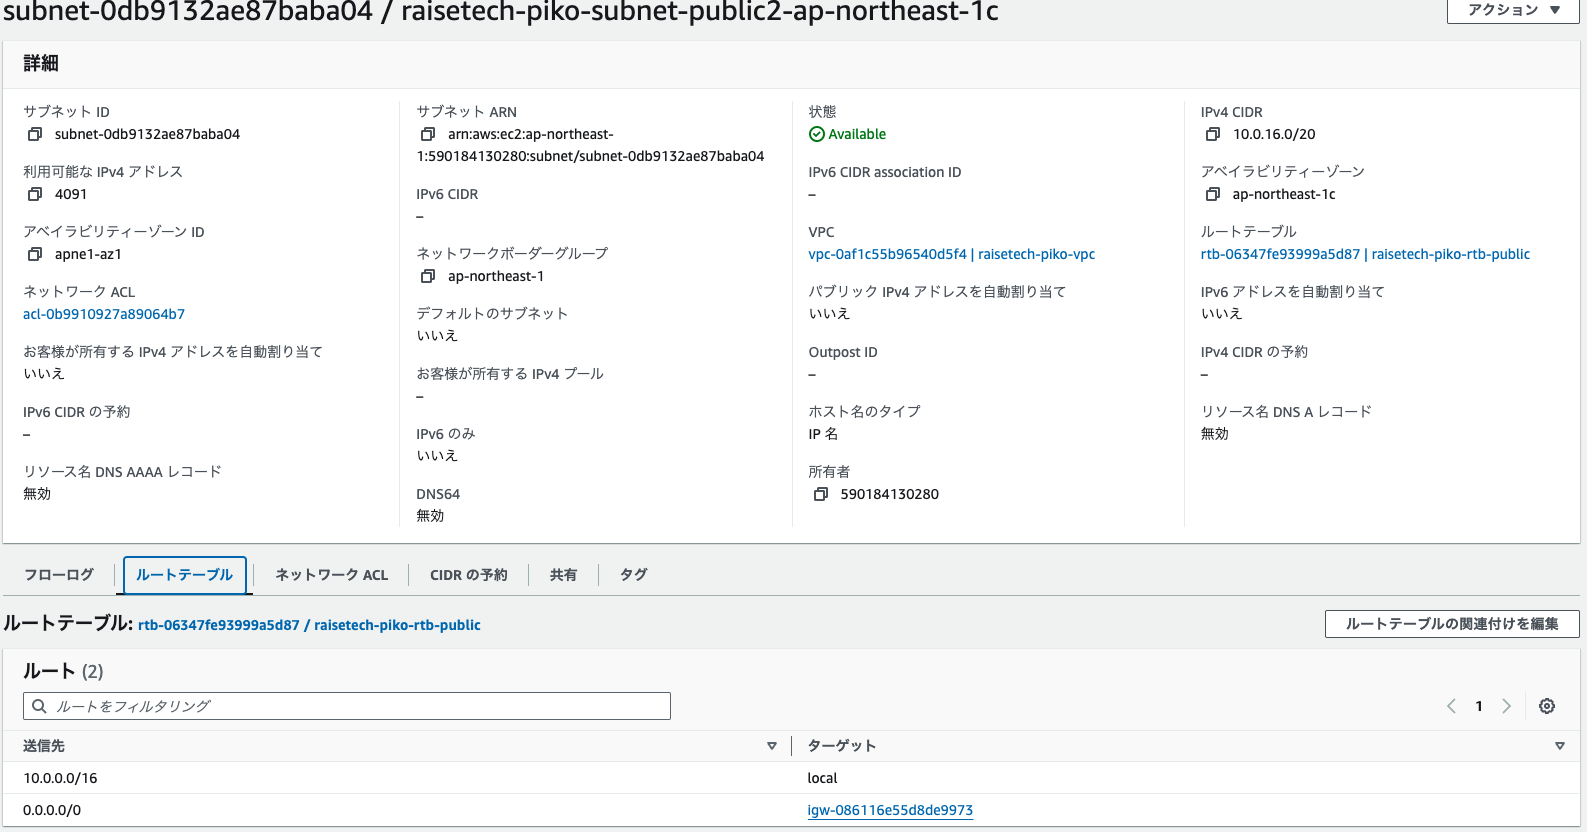 subnet-0db9132ae87baba04 / raisetech-piko-subnet-public2-ap-northeast-1c
アクション
詳細
サブネット ID
subnet-0db9132ae87baba04
利用可能な IPv4 アドレス
4091
アベイラビリティーゾーン ID
apne1-az1
ネットワーク ACL
acl-0b9910927a89064b7
お客様が所有する IPv4 アドレスを自動割り当て
いいえ
IPv6 CIDR の予約
–
リソース名 DNS AAAA レコード
無効
サブネット ARN
arn:aws:ec2:ap-northeast-
1:590184130280:subnet/subnet-0db9132ae87baba04
IPv6 CIDR
–
ネットワークボーダーグループ
ap-northeast-1
デフォルトのサブネット
いいえ
お客様が所有する IPv4 プール
–
IPv6 のみ
いいえ
DNS64
無効
状態
Available
IPv6 CIDR association ID
–
VPC
vpc-0af1c55b96540d5f4 | raisetech-piko-vpc
パブリック IPv4 アドレスを自動割り当て
いいえ
Outpost ID
–
ホスト名のタイプ
IP 名
所有者
590184130280
IPv4 CIDR
10.0.16.0/20
アベイラビリティーゾーン
ap-northeast-1c
ルートテーブル
rtb-06347fe93999a5d87 | raisetech-piko-rtb-public
IPv6 アドレスを自動割り当て
いいえ
IPv4 CIDR の予約
–
リソース名 DNS A レコード
無効
フローログ ルートテーブル ネットワーク ACL CIDR の予約 共有 タグ
ルートテーブル: rtb-06347fe93999a5d87 / raisetech-piko-rtb-public
ルートテーブルの関連付けを編集
ルート (2)
ルートをフィルタリング
1
送信先 ターゲット
10.0.0.0/16 local
0.0.0.0/0 igw-086116e55d8de9973